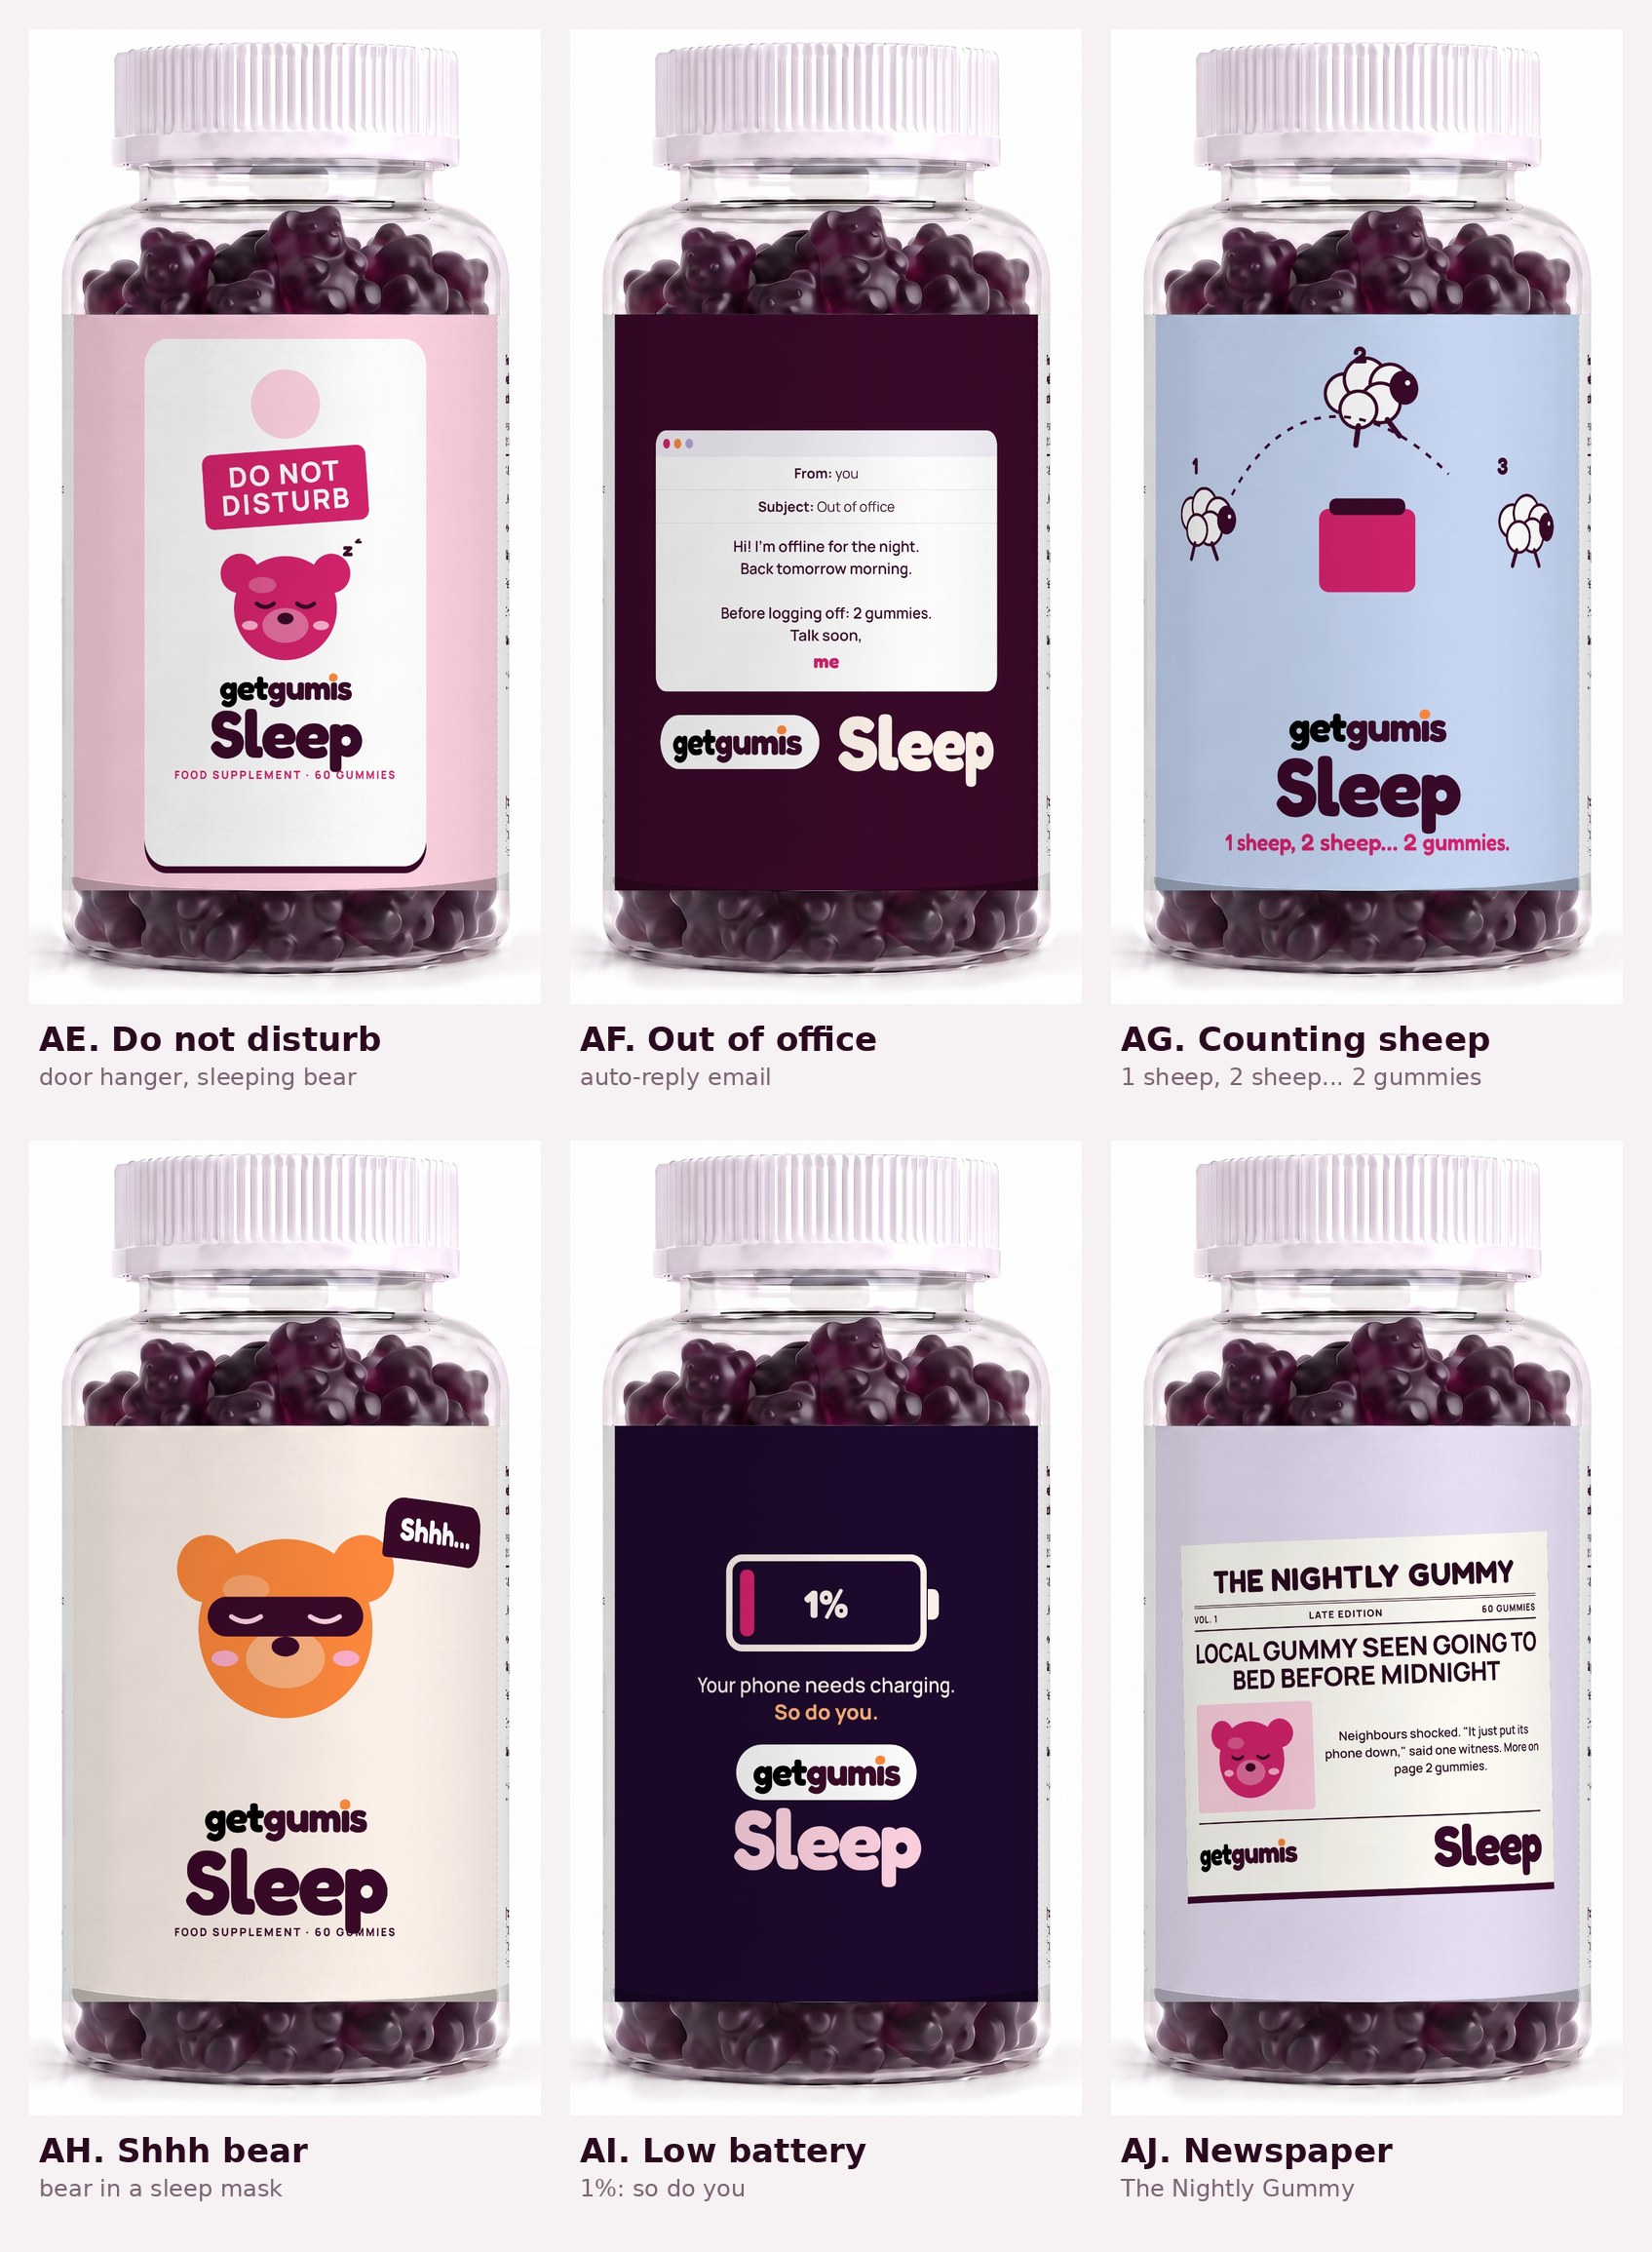 DO NOT
DISTURB
z z
getgumis
Sleep
FOOD SUPPLEMENT · 60 GUMMIES
From: you
Subject: Out of office
Hi! I'm offline for the night.
Back tomorrow morning.
Before logging off: 2 gummies.
Talk soon,
me
getgumis Sleep
2
1 3
getgumis
Sleep
1 sheep, 2 sheep... 2 gummies.
AE. Do not disturb
door hanger, sleeping bear
AF. Out of office
auto-reply email
AG. Counting sheep
1 sheep, 2 sheep... 2 gummies
Shhh...
getgumis
Sleep
FOOD SUPPLEMENT · 60 GUMMIES
1%
Your phone needs charging.
So do you.
getgumis
Sleep
THE NIGHTLY GUMMY
VOL. 1 LATE EDITION 60 GUMMIES
LOCAL GUMMY SEEN GOING TO
BED BEFORE MIDNIGHT
Neighbours shocked. "It just put its
phone down," said one witness. More on
page 2 gummies.
getgumis Sleep
AH. Shhh bear
bear in a sleep mask
AI. Low battery
1%: so do you
AJ. Newspaper
The Nightly Gummy